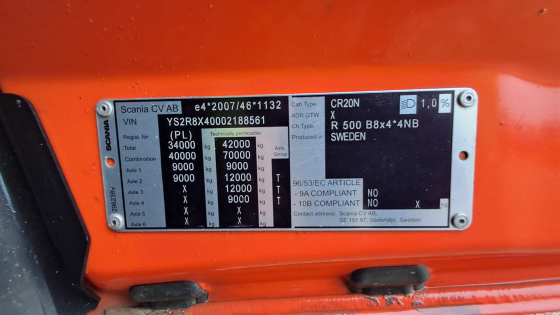 Scania CV AB e4*2007/46*1132
VIN YS2R8X40002188561
Regist. for (PL) Technically permissable
Total 34000 kg 42000 kg Axle Group
Combination 40000 kg 70000 kg
Axle 1 9000 kg 9000 kg
Axle 2 9000 kg 12000 kg T
Axle 3 X kg 12000 kg T
Axle 4 X kg 9000 kg T
Axle 5 X kg X kg
Axle 6 X kg X kg
SCANIA
Cab Type CR20N 1,0 %
ADR GTW X
Ch Type R 500 B8x4*4NB
Produced in SWEDEN
96/53/EC ARTICLE
- 9A COMPLIANT NO
- 10B COMPLIANT NO X kg
Contact address: Scania CV AB,
SE 151 87, Södertälje, Sweden